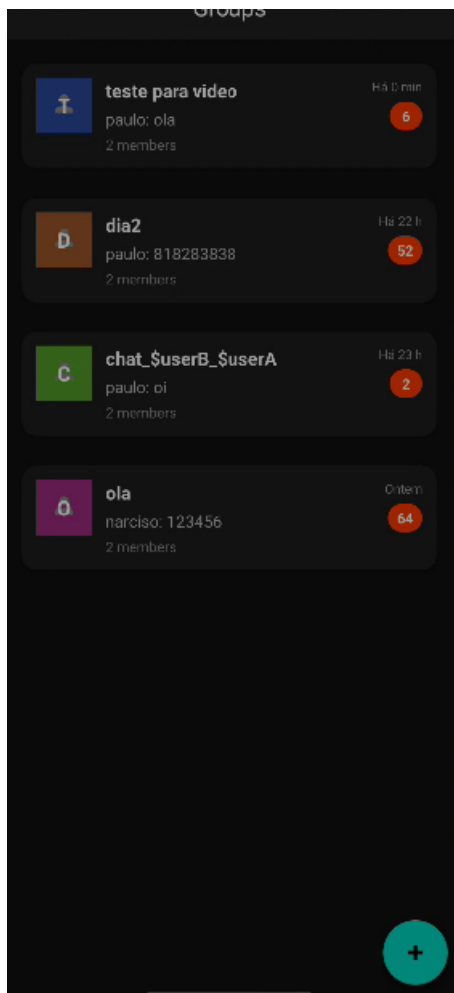 Groups
T
teste para video
Há 0 min
paulo: ola
6
2 members
D
dia2
Há 22 h
paulo: 818283838
52
2 members
C
chat_$userB_$userA
Há 23 h
paulo: oi
2
2 members
O
ola
Ontem
narciso: 123456
64
2 members
+